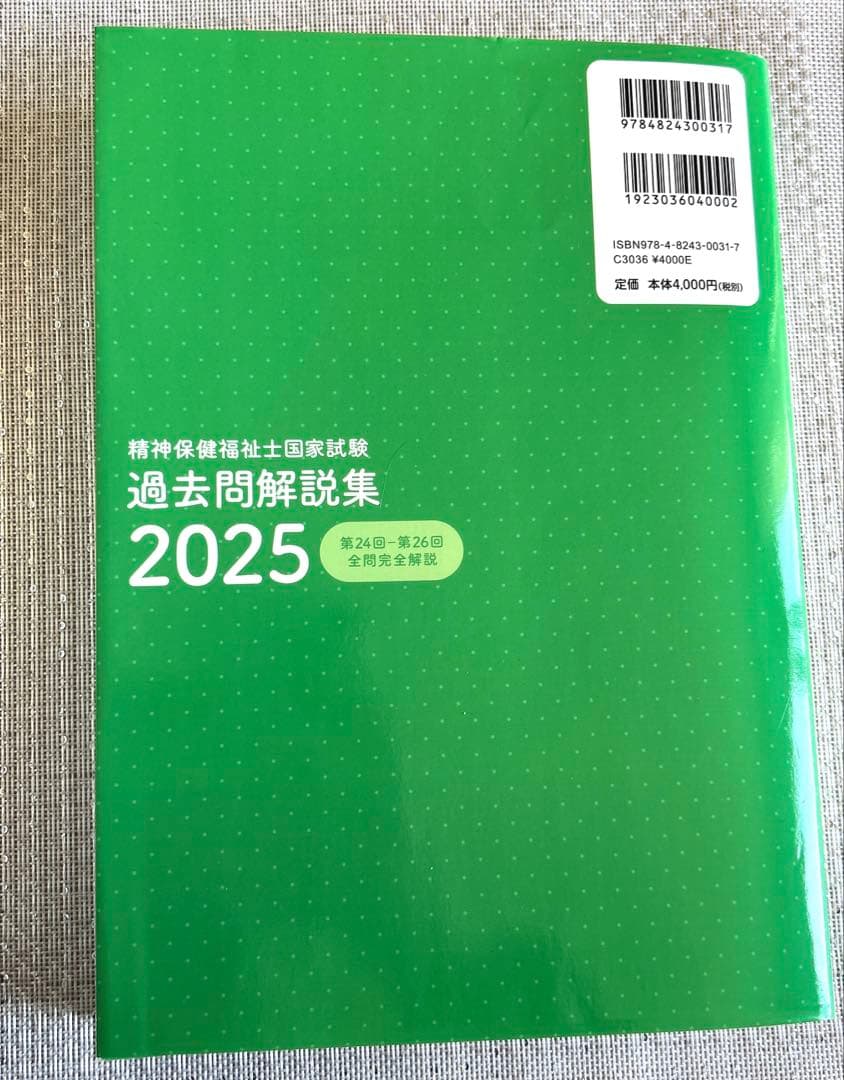 9784824300317
1923036040002
ISBN978-4-8243-0031-7
C3036 ¥4000E
定価 本体4,000円(税別)
精神保健福祉士国家試験
過去問解説集
2025
第24回−第26回
全問完全解説